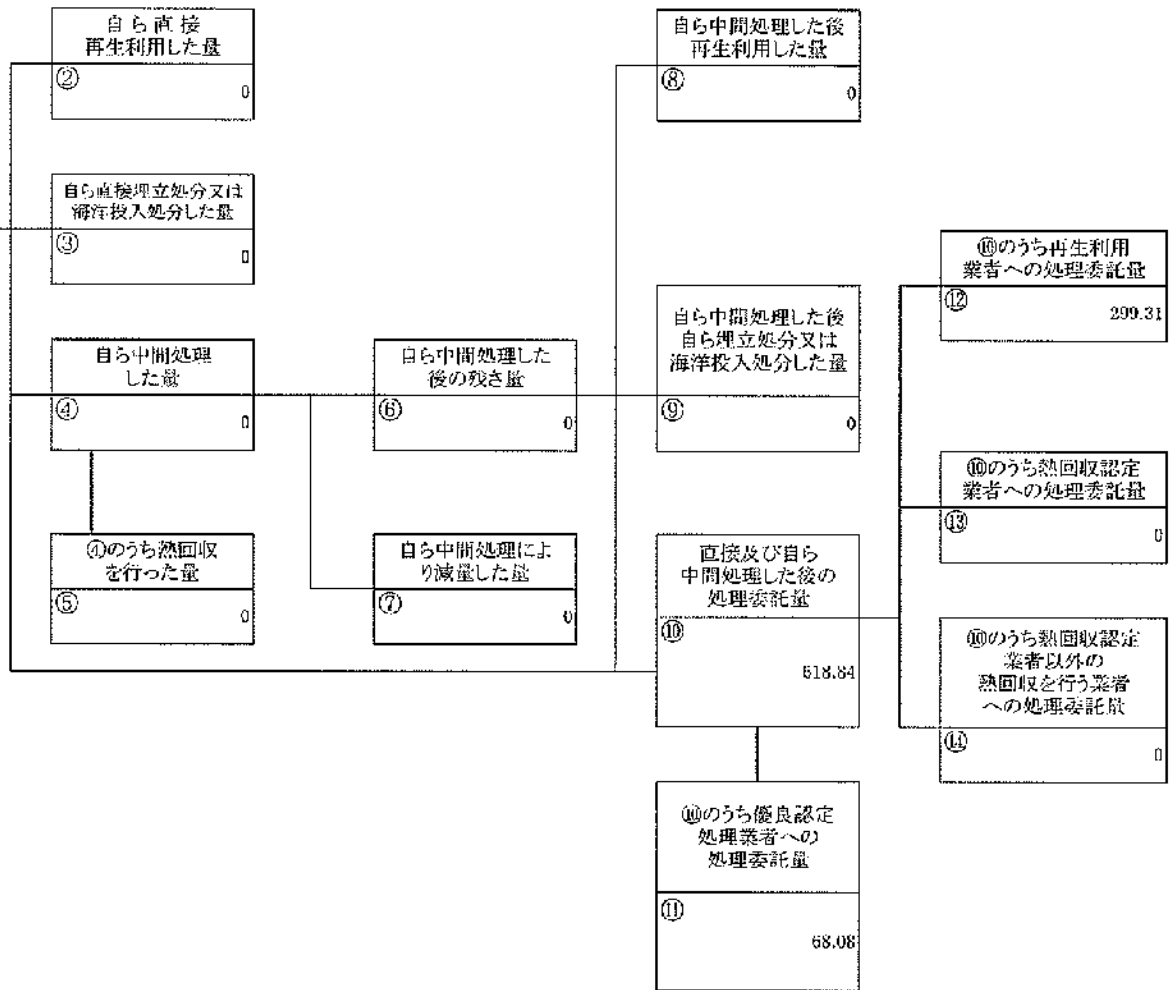 自ら直接
再生利用した量
②
0
自ら中間処理した後
再生利用した量
⑧
0
自ら直接埋立処分又は
海洋投入処分した量
③
0
⑩のうち再生利用
業者への処理委託量
⑫
299.31
自ら中間処理した後
自ら埋立処分又は
海洋投入処分した量
⑨
0
自ら中間処理
した量
④
0
自ら中間処理した
後の残さ量
⑥
0
⑩のうち熱回収認定
業者への処理委託量
⑬
0
④のうち熱回収
を行った量
⑤
0
自ら中間処理によ
り減量した量
⑦
0
直接及び自ら
中間処理した後の
処理委託量
⑩
518.84
⑩のうち熱回収認定
業者以外の
熱回収を行う業者
への処理委託量
⑭
0
⑩のうち優良認定
処理業者への
処理委託量
⑪
68.08